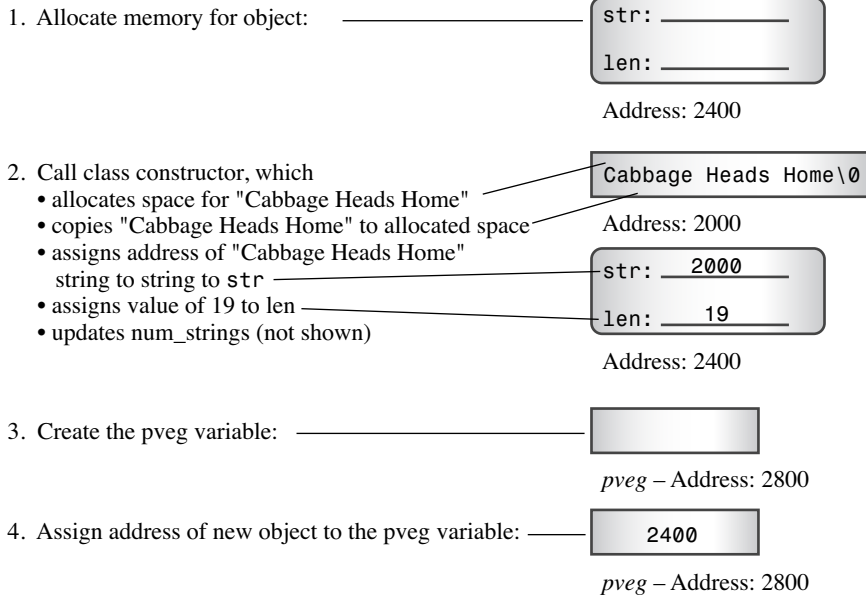 1. Allocate memory for object:
str:
len:
Address: 2400
2. Call class constructor, which
• allocates space for "Cabbage Heads Home"
• copies "Cabbage Heads Home" to allocated space
• assigns address of "Cabbage Heads Home"
string to string to str
• assigns value of 19 to len
• updates num_strings (not shown)
Cabbage Heads Home\0
Address: 2000
str: 2000
len: 19
Address: 2400
3. Create the pveg variable:
pveg – Address: 2800
4. Assign address of new object to the pveg variable:
2400
pveg – Address: 2800